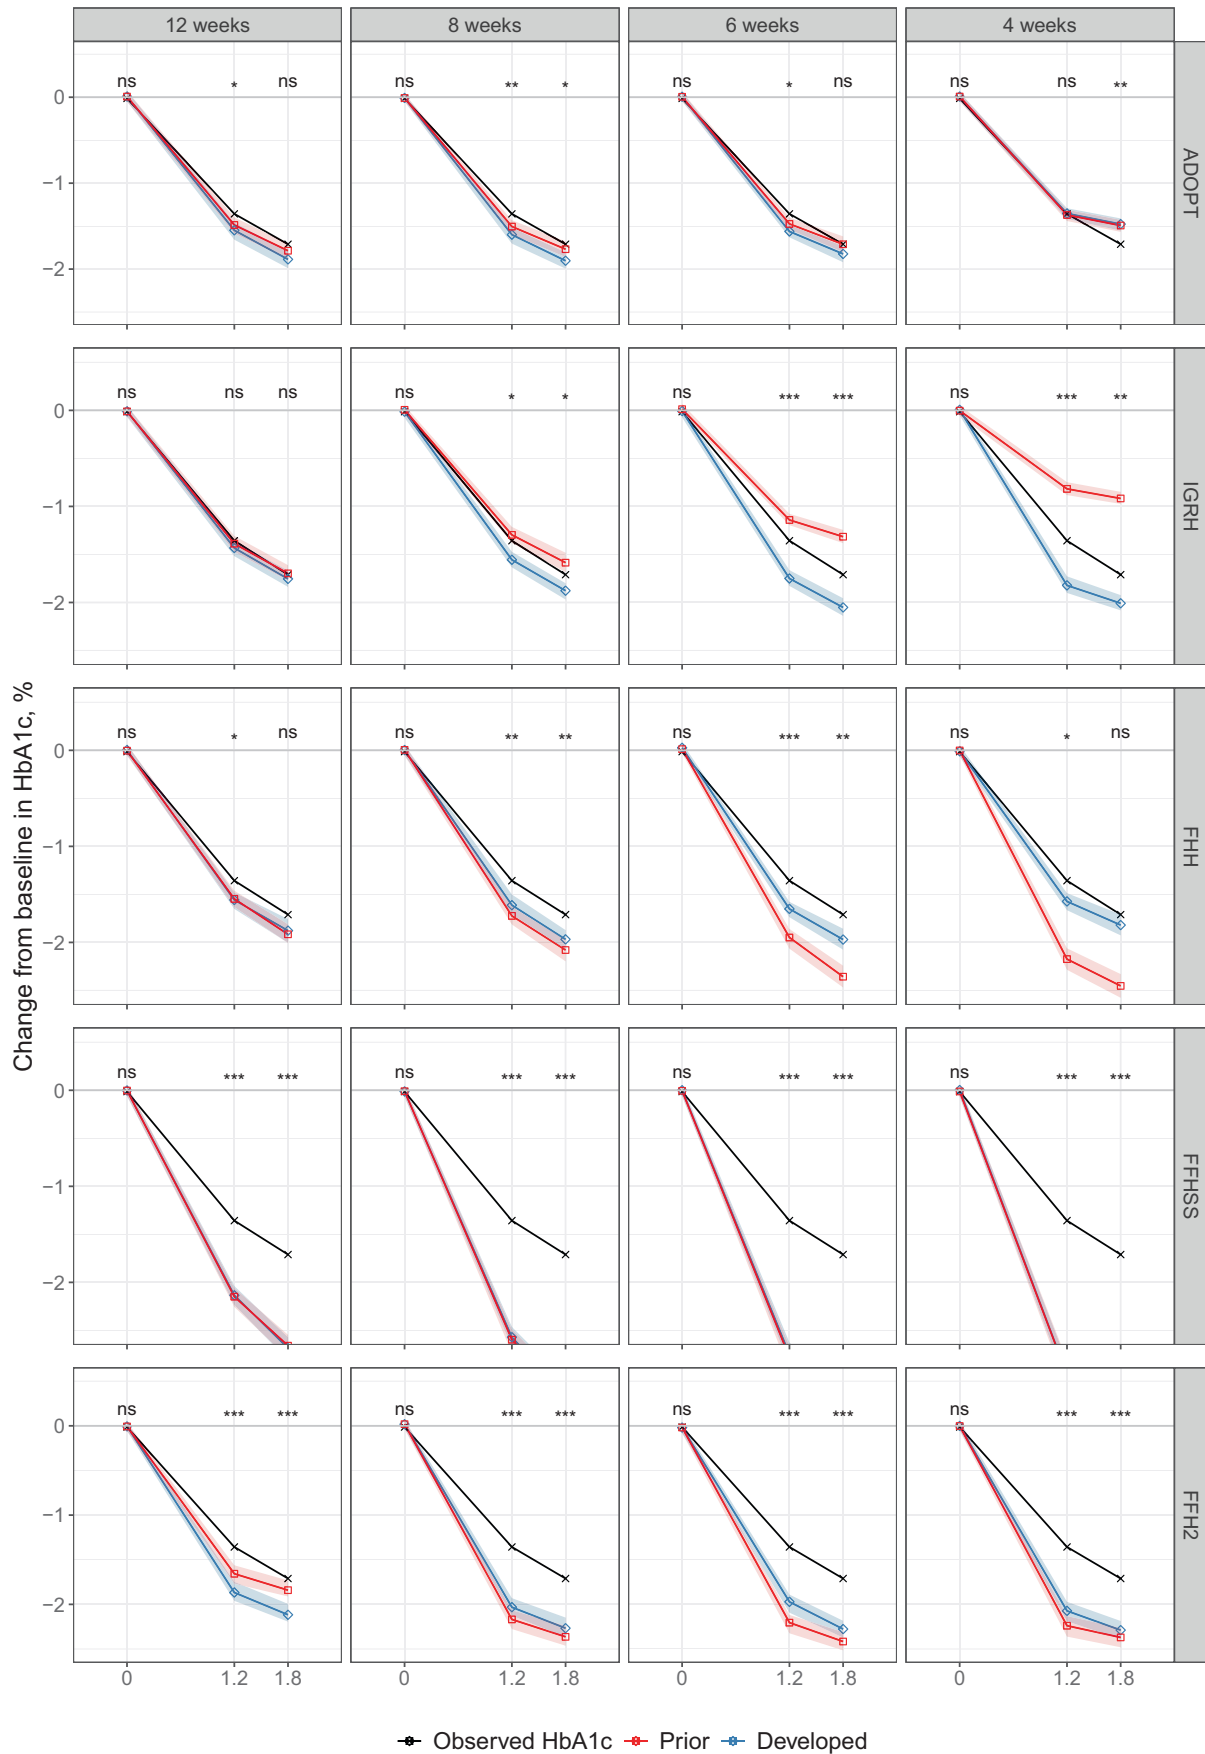 12 weeks 8 weeks 6 weeks 4 weeks
ns * ns ns ** * ns * ns ns ns **
0
−1
−2
ADOPT
ns ns ns ns * * ns *** *** ns *** **
0
−1
−2
IGRH
Change from baseline in HbA1c, %
ns * ns ns ** ** ns *** ** ns * ns
0
−1
−2
FHH
ns *** *** ns *** *** ns *** *** ns *** ***
0
−1
−2
FFHSS
ns *** *** ns *** *** ns *** *** ns *** ***
0
−1
−2
FFH2
0 1.2 1.8 0 1.2 1.8 0 1.2 1.8 0 1.2 1.8
Observed HbA1c Prior Developed